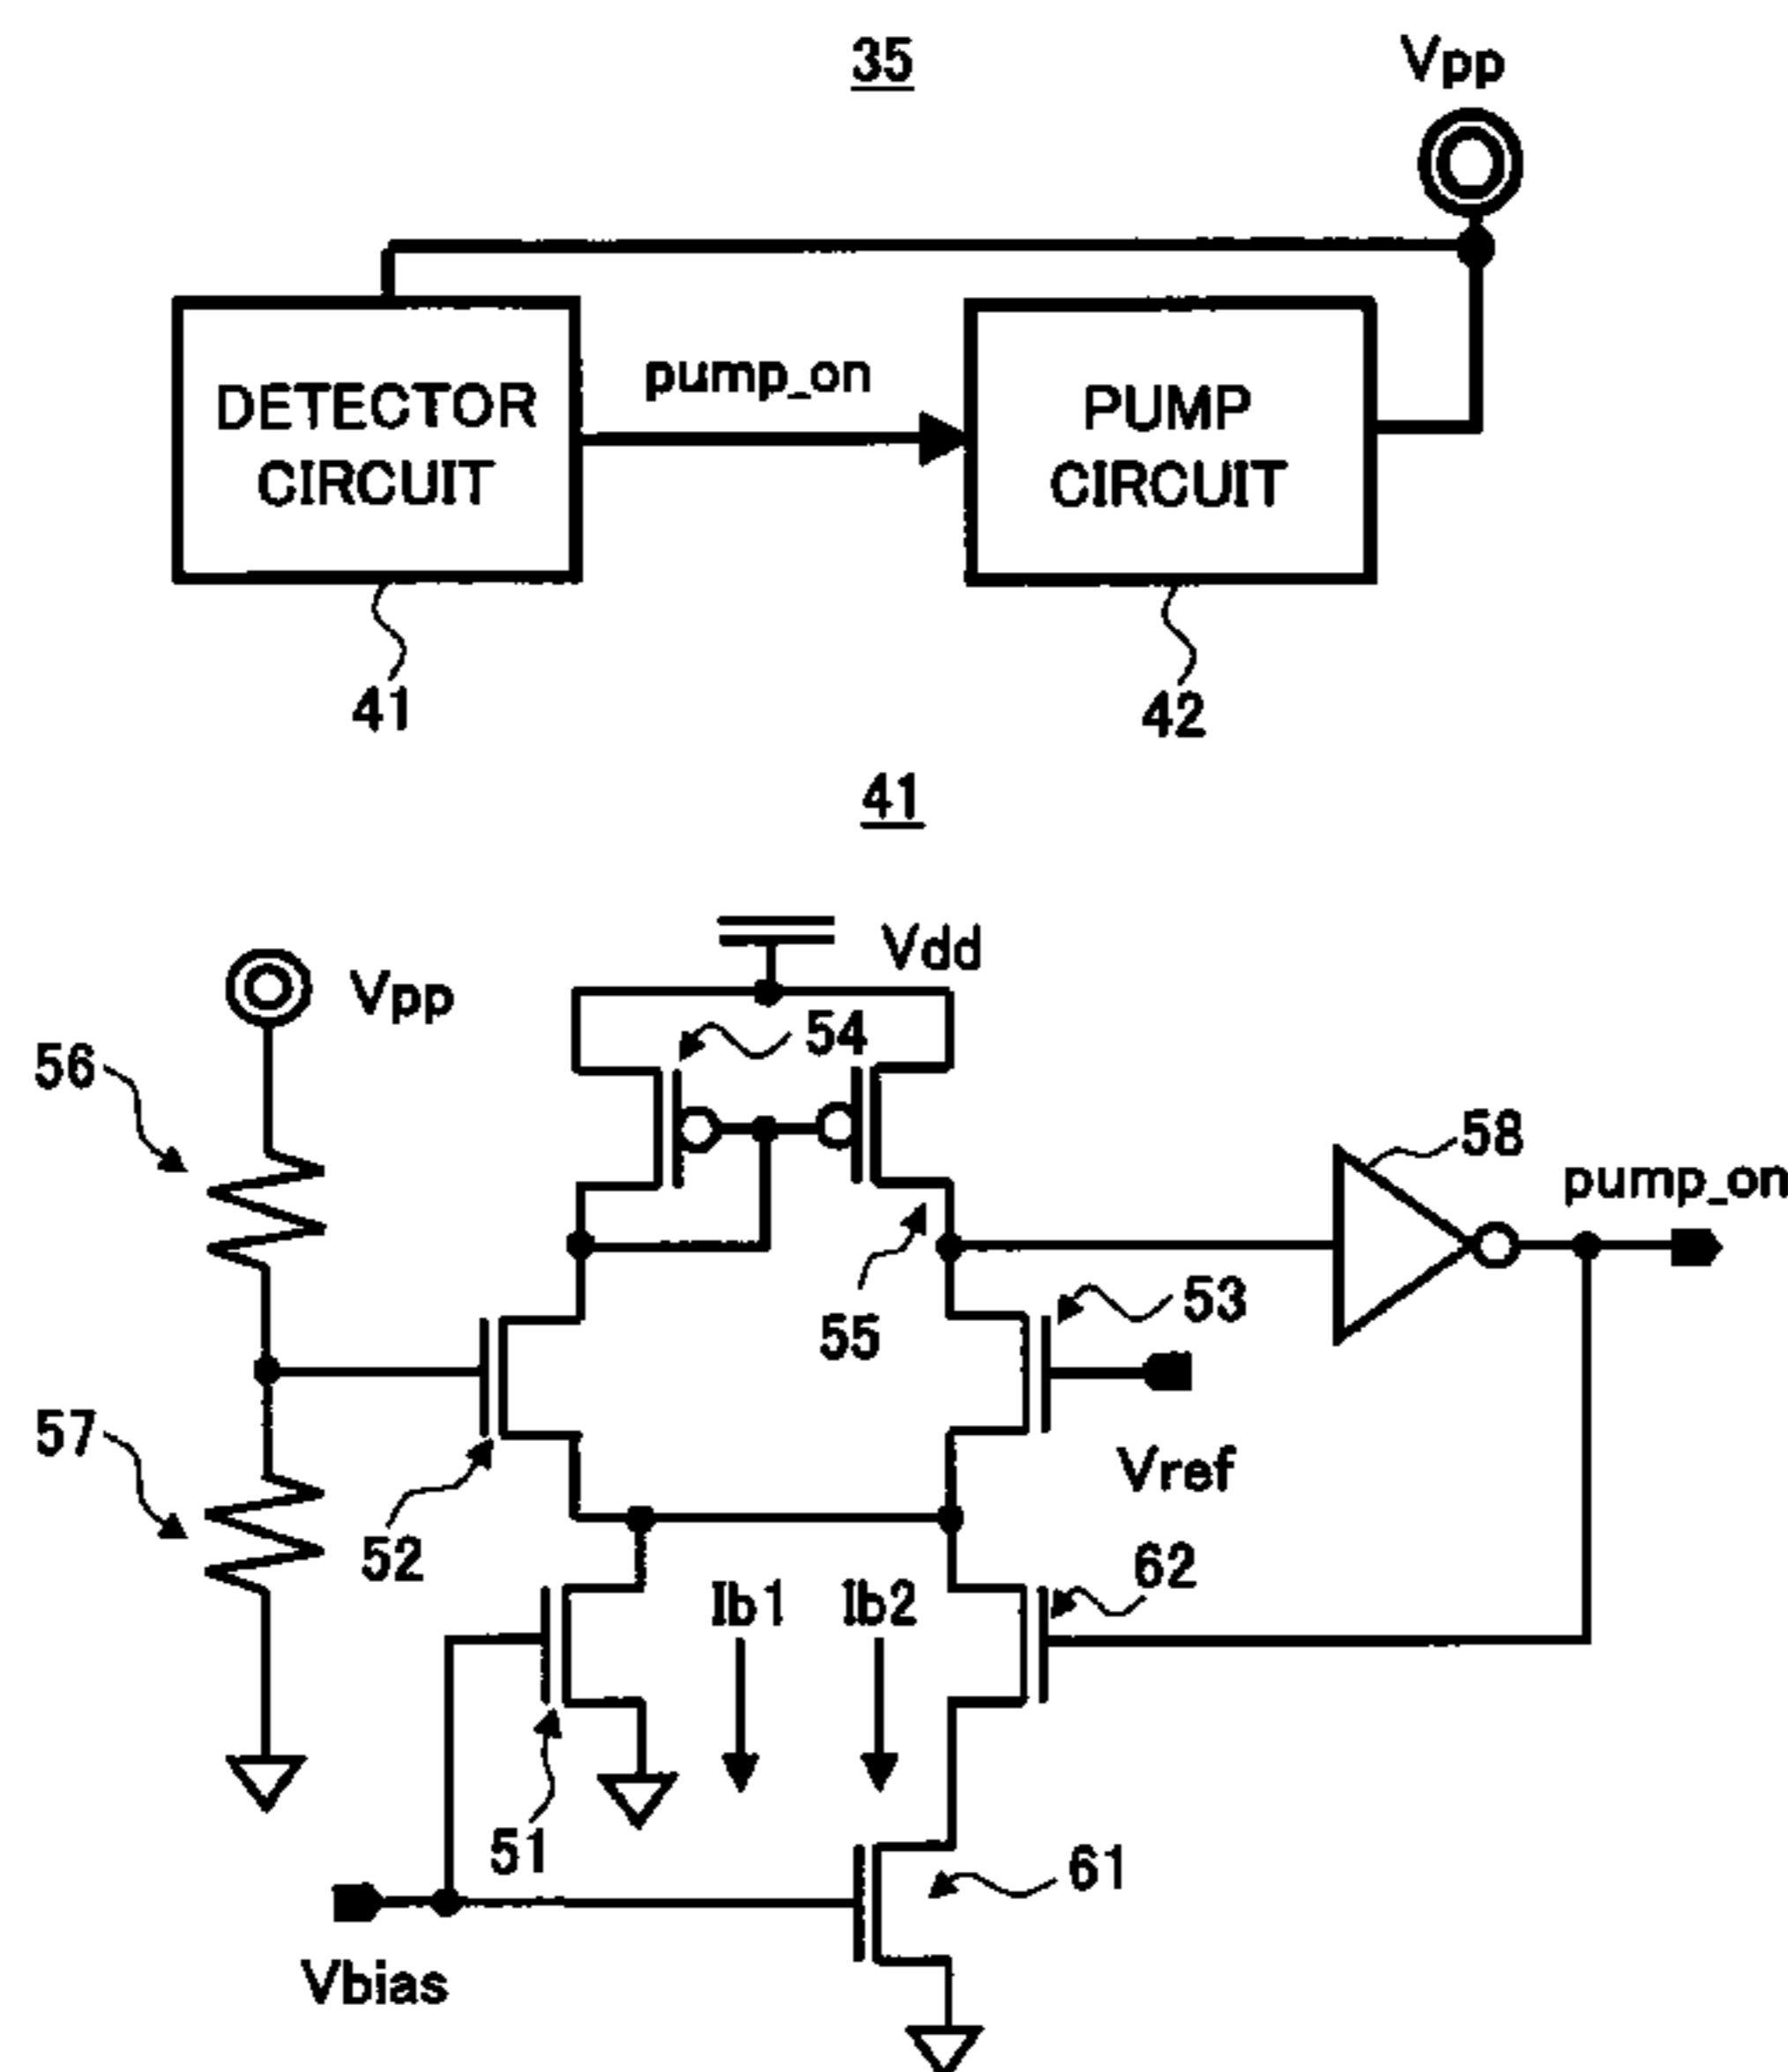 35
Vpp
DETECTOR
CIRCUIT
pump_on
PUMP
CIRCUIT
41
42
41
Vdd
Vpp
54
56
58
pump_on
53
55
57
Vref
52
62
Ib1
Ib2
51
61
Vbias